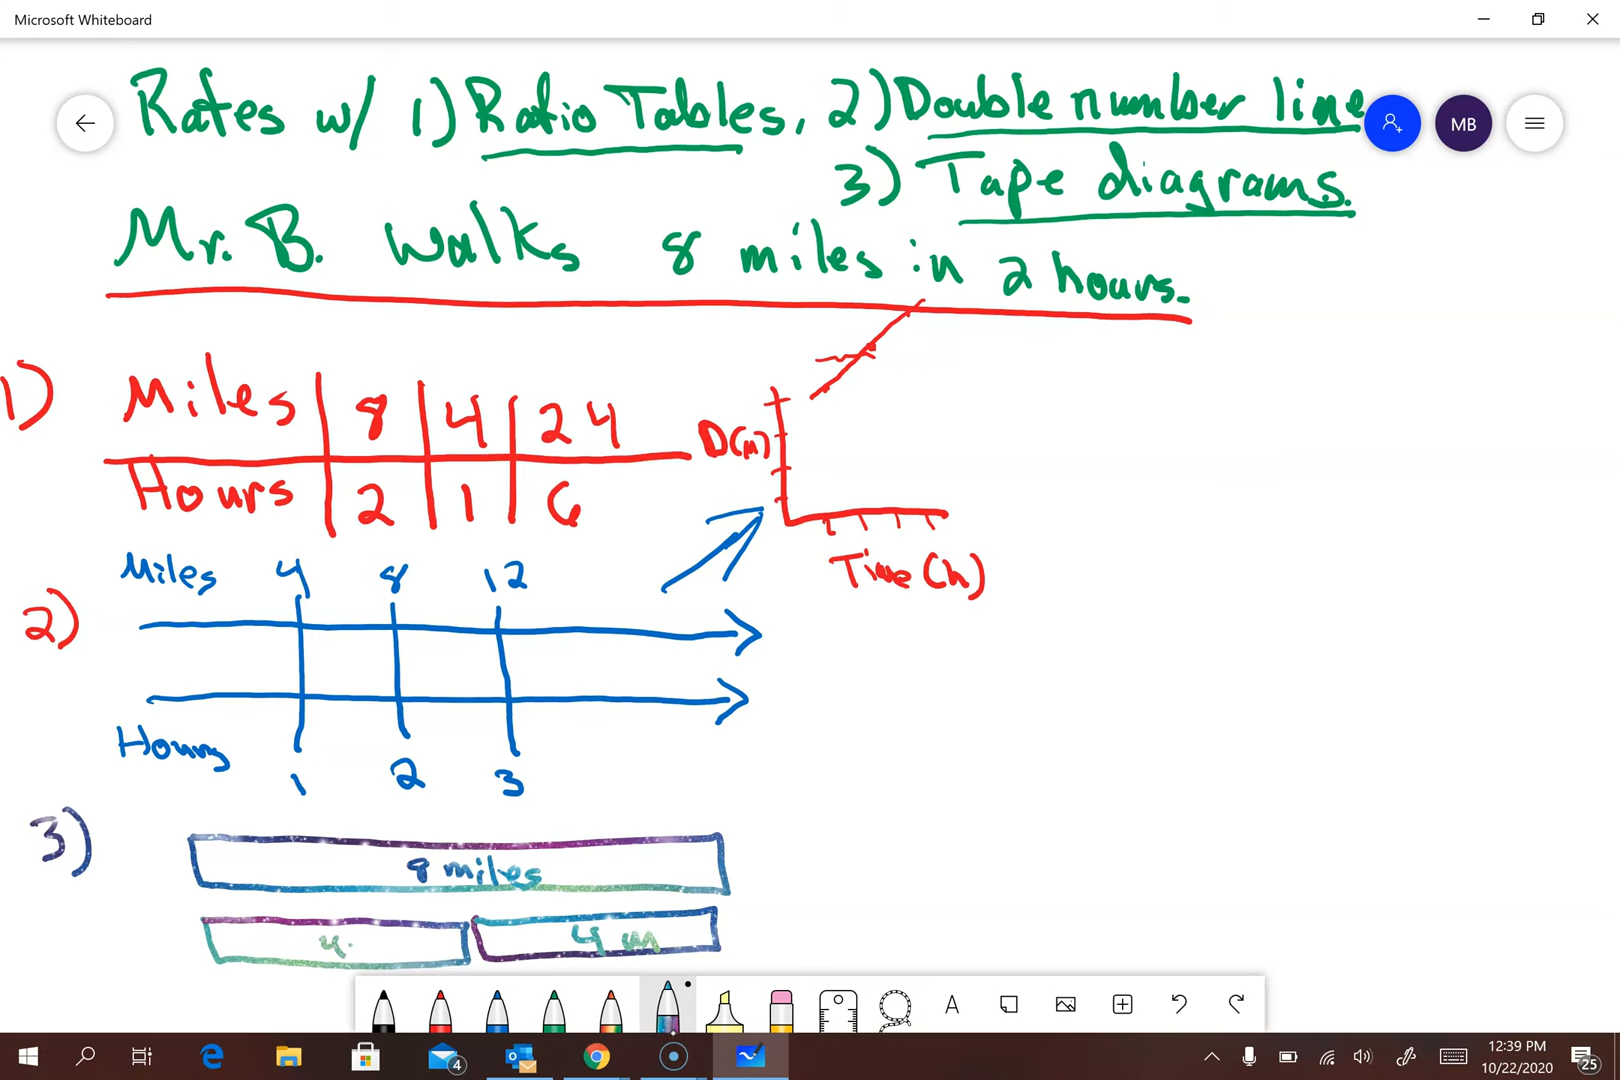 Microsoft Whiteboard
Rates w/ 1) Ratio Tables, 2) Double number line
3) Tape diagrams.
MB
Mr. B. walks 8 miles in 2 hours.
1)
Miles 8 4 24
Hours 2 1 6
D(m)
Time (h)
2)
Miles 4 8 12
Hours
1 2 3
3)
8 miles
4. 4 m
A
4
12:39 PM
10/22/2020
25